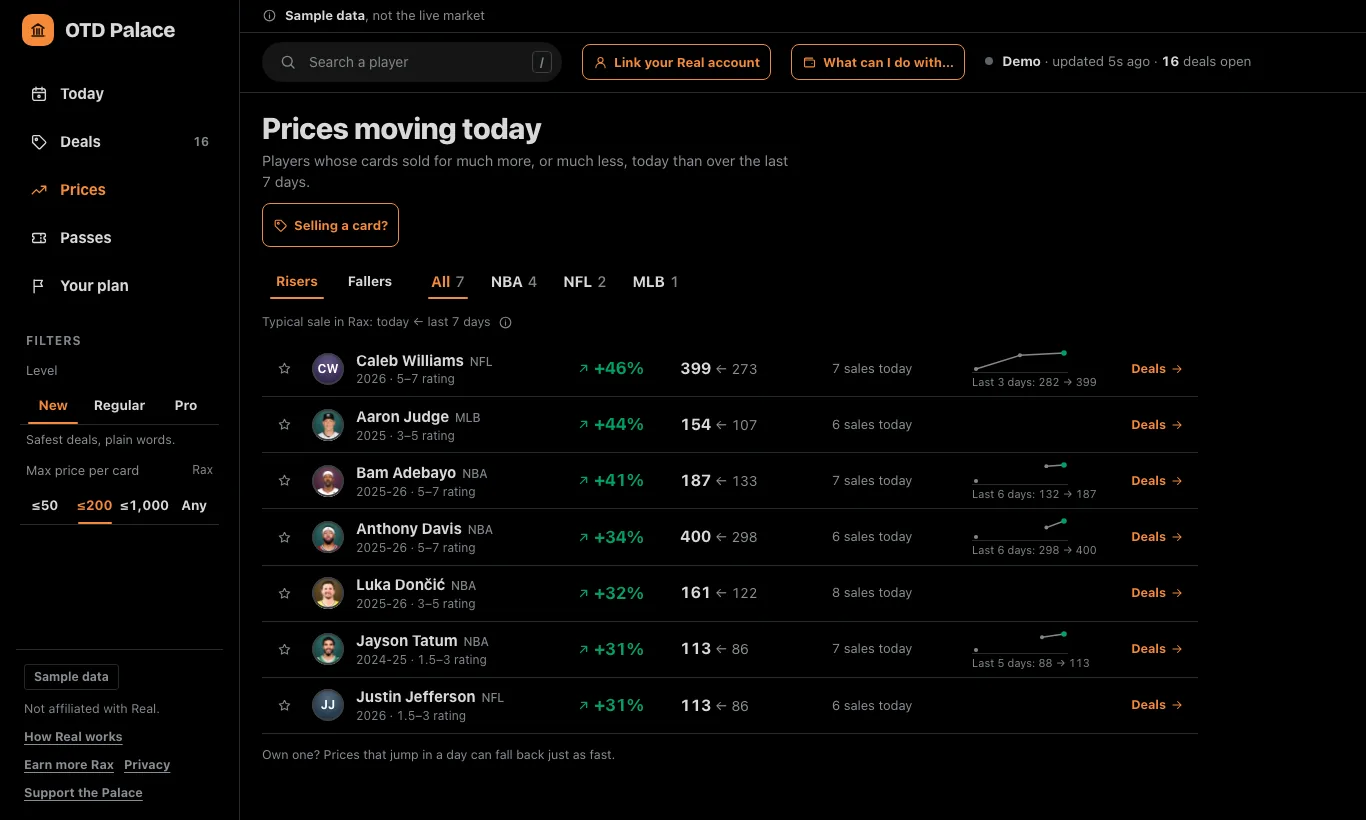 OTD Palace
Today
Deals 16
Prices
Passes
Your plan
FILTERS
Level
New Regular Pro
Safest deals, plain words.
Max price per card Rax
≤50 ≤200 ≤1,000 Any
Sample data
Not affiliated with Real.
How Real works
Earn more Rax Privacy
Support the Palace
Sample data, not the live market
Search a player /
Link your Real account
What can I do with...
Demo · updated 5s ago · 16 deals open
Prices moving today
Players whose cards sold for much more, or much less, today than over the last
7 days.
Selling a card?
Risers Fallers All 7 NBA 4 NFL 2 MLB 1
Typical sale in Rax: today ← last 7 days
CW Caleb Williams NFL
2026 · 5–7 rating
↗ +46% 399 ← 273 7 sales today
Last 3 days: 282 → 399
Deals →
Aaron Judge MLB
2025 · 3–5 rating
↗ +44% 154 ← 107 6 sales today
Deals →
Bam Adebayo NBA
2025-26 · 5–7 rating
↗ +41% 187 ← 133 7 sales today
Last 6 days: 132 → 187
Deals →
Anthony Davis NBA
2025-26 · 5–7 rating
↗ +34% 400 ← 298 6 sales today
Last 6 days: 298 → 400
Deals →
Luka Dončić NBA
2025-26 · 3–5 rating
↗ +32% 161 ← 122 8 sales today
Deals →
Jayson Tatum NBA
2024-25 · 1.5–3 rating
↗ +31% 113 ← 86 7 sales today
Last 5 days: 88 → 113
Deals →
JJ Justin Jefferson NFL
2026 · 1.5–3 rating
↗ +31% 113 ← 86 6 sales today
Deals →
Own one? Prices that jump in a day can fall back just as fast.